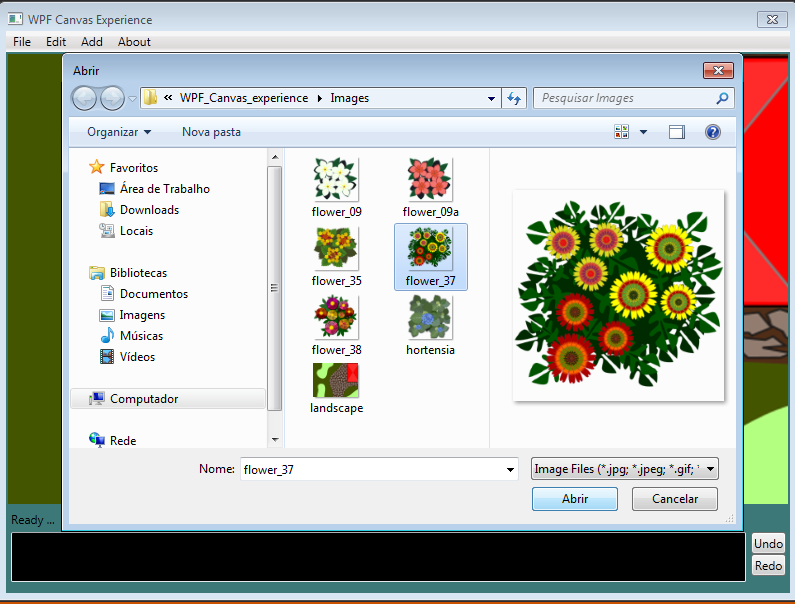 WPF Canvas Experience
File Edit Add About
Abrir
« WPF_Canvas_experience Images
Pesquisar Images
Organizar Nova pasta
Favoritos
Área de Trabalho
Downloads
Locais
Bibliotecas
Documentos
Imagens
Músicas
Vídeos
Computador
Rede
flower_09 flower_09a
flower_35 flower_37
flower_38 hortensia
landscape
Nome: flower_37 Image Files (*.jpg; *.jpeg; *.gif; *
Abrir Cancelar
Ready ...
Undo
Redo